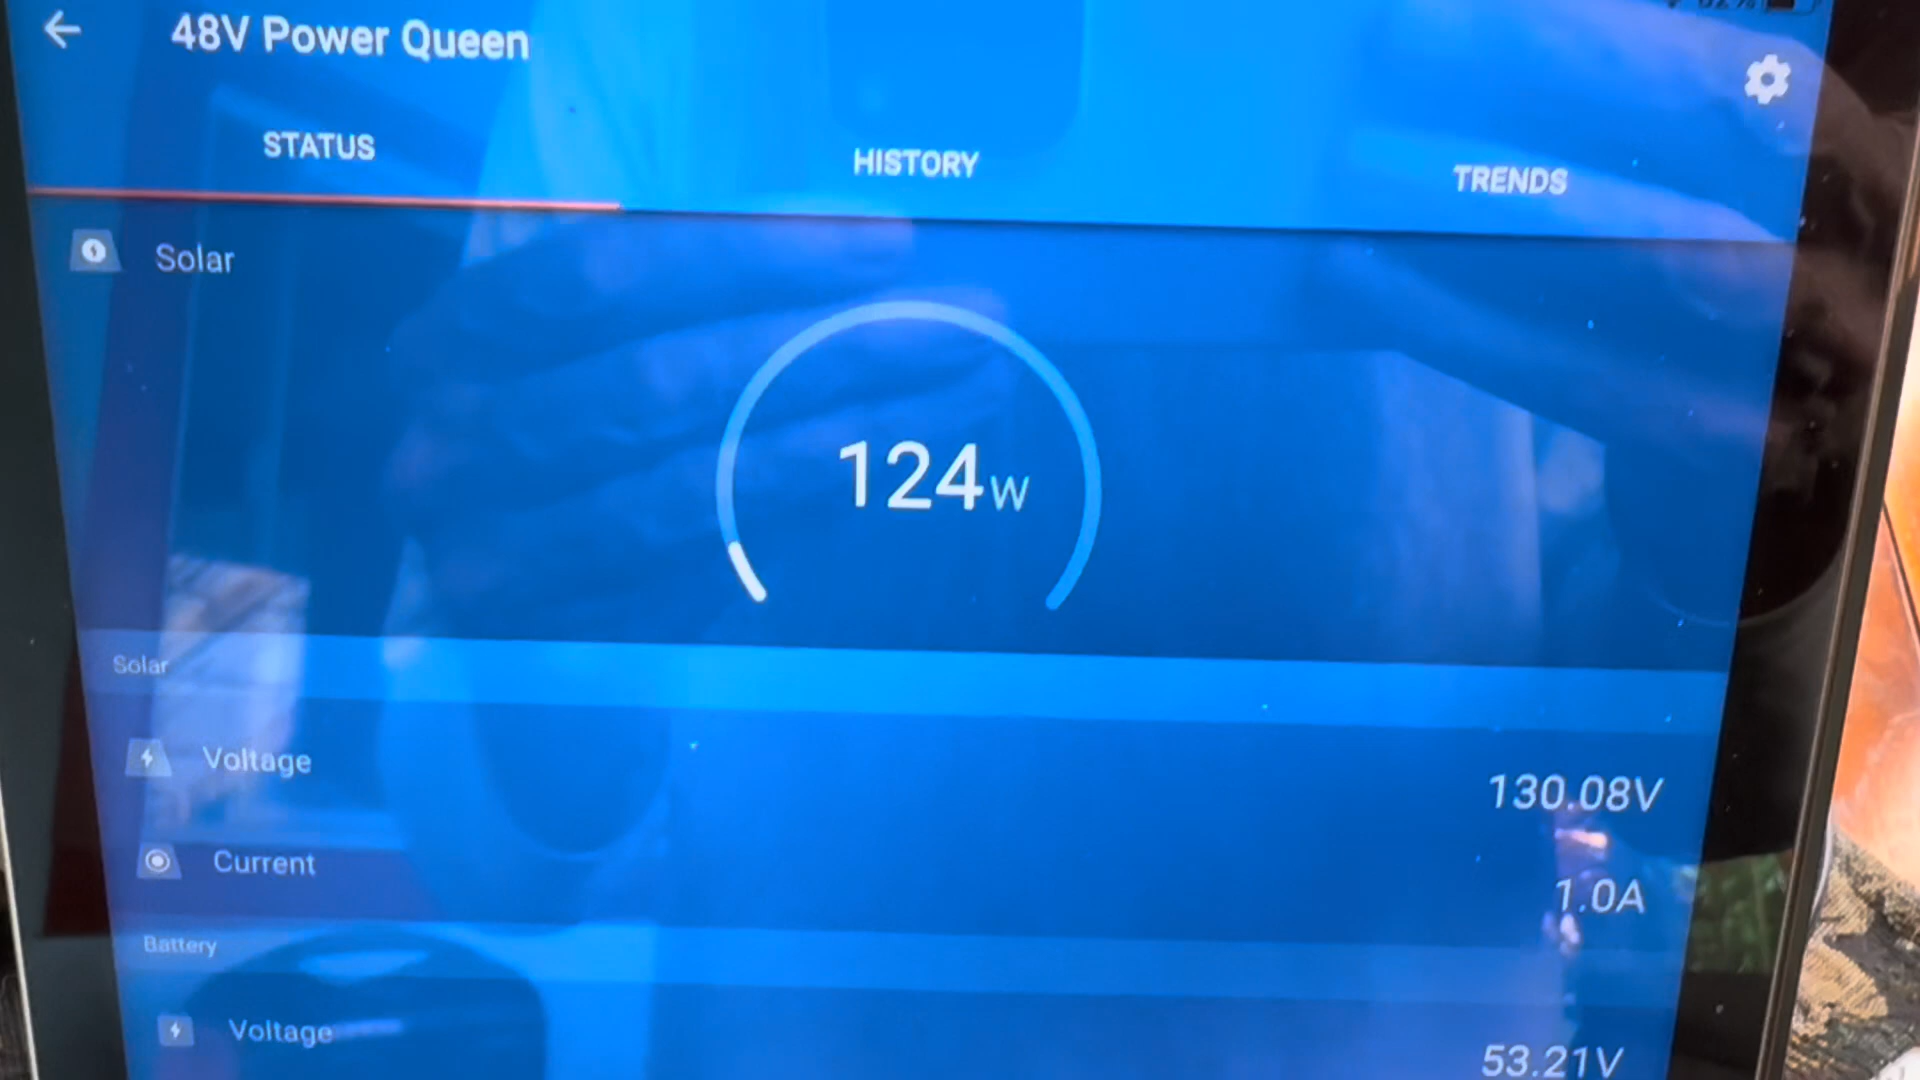 48V Power Queen
STATUS
HISTORY
TRENDS
Solar
124W
Solar
Voltage
130.08V
Current
1.0A
Battery
Voltage
53.21V